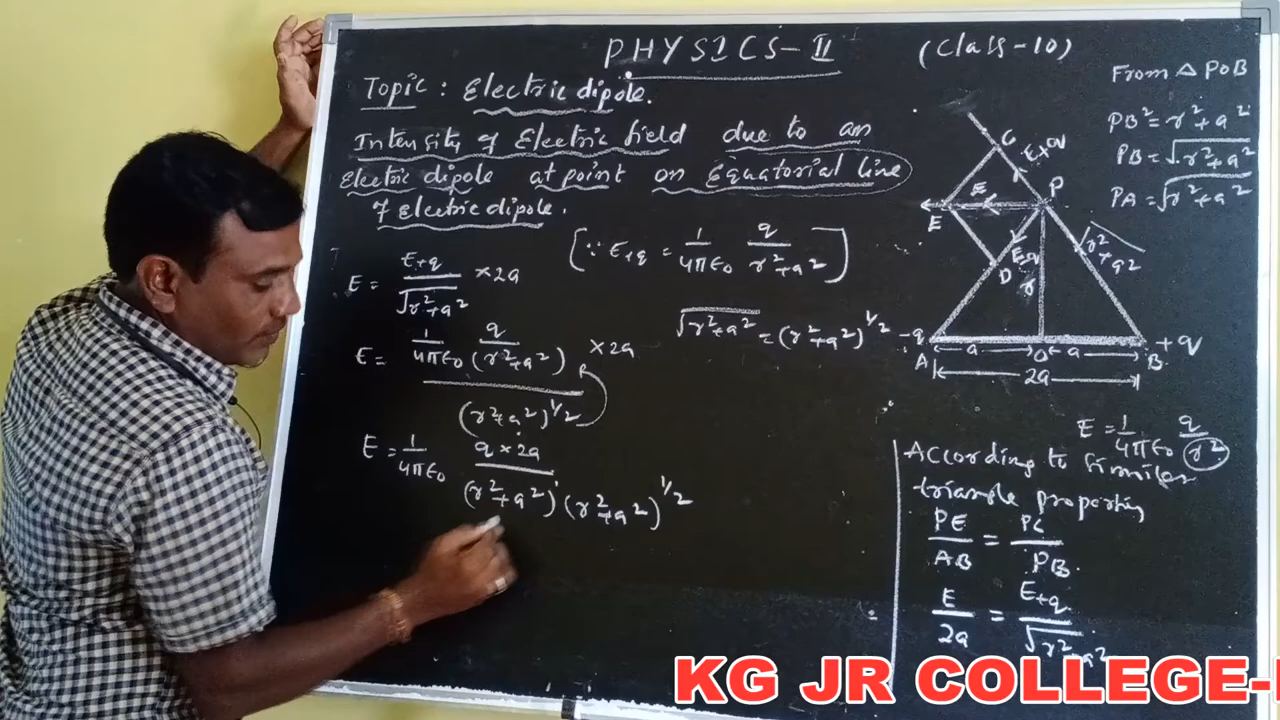 PHYSICS-II (Class-10)
Topic: Electric dipole.
Intensity of Electric field due to an
Electric dipole at point on Equatorial line
of Electric dipole.
E = E+q / √r²+a² × 2a
[∵ E+q = 1/4πε₀ q/r²+a²]
E = 1/4πε₀ q/(r²+a²) × 2a
(r²+a²)^1/2
√r²+a² = (r²+a²)^1/2
E = 1/4πε₀ q × 2a / (r²+a²)¹ (r²+a²)^1/2
From △ POB
PB² = r²+a²
PB = √r²+a²
PA = √r²+a²
C
E+q
P
E
E
E-q
D
r
√r²+a²
-q
+q
A
a
O
a
B
2a
E = 1/4πε₀ q/r²
According to similar
triangle properties
PE/AB = PC/PB
E/2a = E+q/√r²+a²
KG JR COLLEGE-